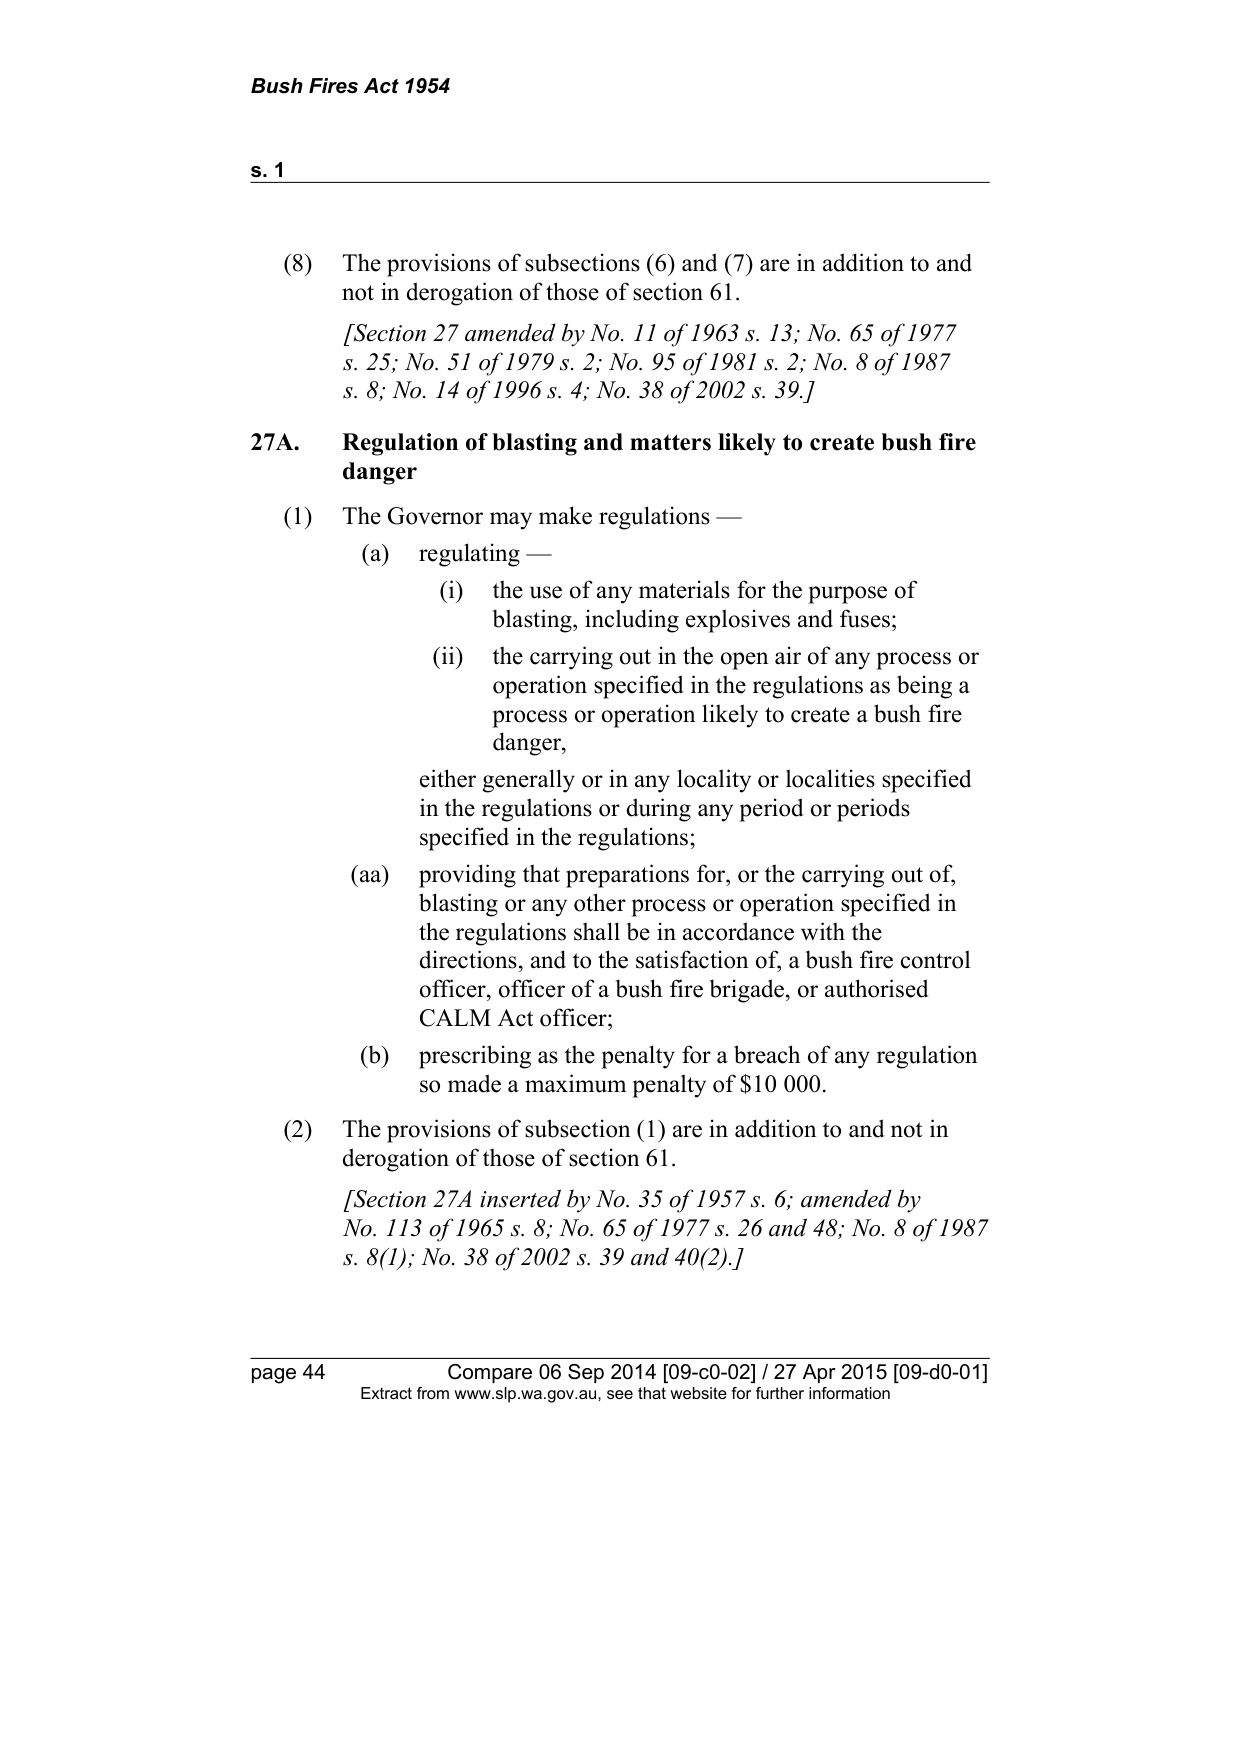 Bush Fires Act 1954
s. 1
(8) The provisions of subsections (6) and (7) are in addition to and
not in derogation of those of section 61.
[Section 27 amended by No. 11 of 1963 s. 13; No. 65 of 1977
s. 25; No. 51 of 1979 s. 2; No. 95 of 1981 s. 2; No. 8 of 1987
s. 8; No. 14 of 1996 s. 4; No. 38 of 2002 s. 39.]
27A. Regulation of blasting and matters likely to create bush fire
danger
(1) The Governor may make regulations —
(a) regulating —
(i) the use of any materials for the purpose of
blasting, including explosives and fuses;
(ii) the carrying out in the open air of any process or
operation specified in the regulations as being a
process or operation likely to create a bush fire
danger,
either generally or in any locality or localities specified
in the regulations or during any period or periods
specified in the regulations;
(aa) providing that preparations for, or the carrying out of,
blasting or any other process or operation specified in
the regulations shall be in accordance with the
directions, and to the satisfaction of, a bush fire control
officer, officer of a bush fire brigade, or authorised
CALM Act officer;
(b) prescribing as the penalty for a breach of any regulation
so made a maximum penalty of $10 000.
(2) The provisions of subsection (1) are in addition to and not in
derogation of those of section 61.
[Section 27A inserted by No. 35 of 1957 s. 6; amended by
No. 113 of 1965 s. 8; No. 65 of 1977 s. 26 and 48; No. 8 of 1987
s. 8(1); No. 38 of 2002 s. 39 and 40(2).]
page 44 Compare 06 Sep 2014 [09-c0-02] / 27 Apr 2015 [09-d0-01]
Extract from www.slp.wa.gov.au, see that website for further information